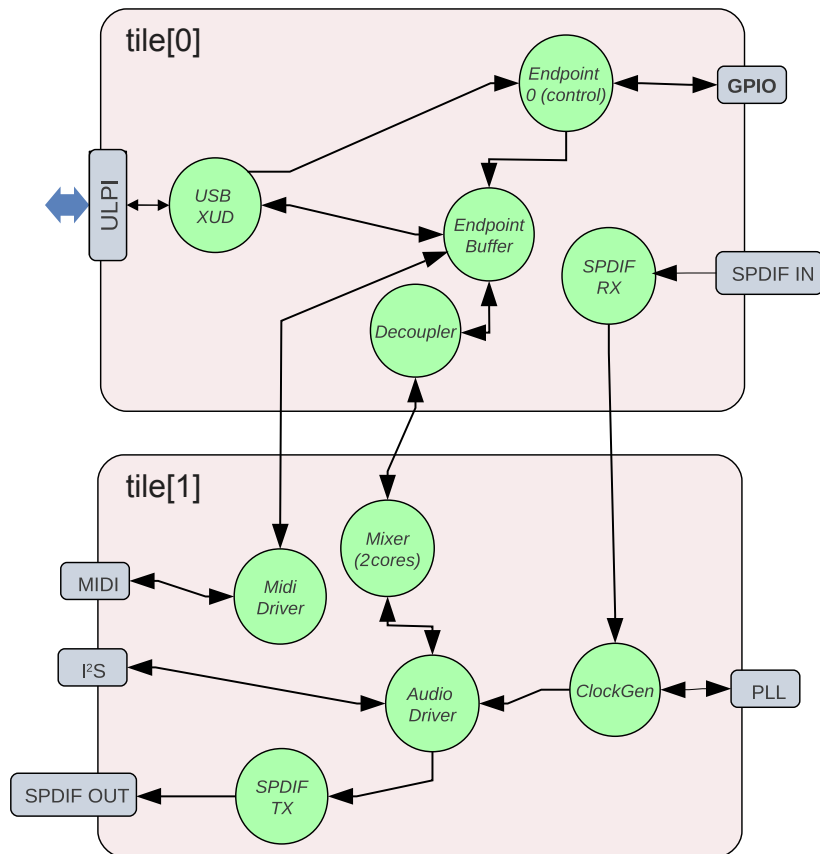 tile[0]
Endpoint
0 (control)
GPIO
ULPI
USB
XUD
Endpoint
Buffer
SPDIF
RX
SPDIF IN
Decoupler
tile[1]
Mixer
(2cores)
MIDI
Midi
Driver
I²S
Audio
Driver
ClockGen
PLL
SPDIF OUT
SPDIF
TX